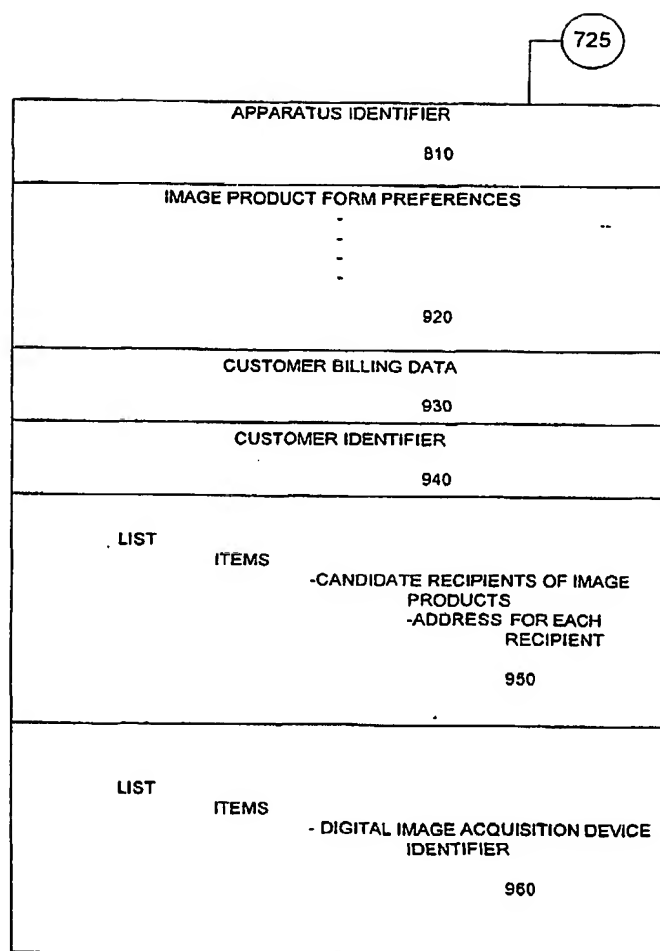 725
APPARATUS IDENTIFIER
810
IMAGE PRODUCT FORM PREFERENCES
-
-
-
-
920
CUSTOMER BILLING DATA
930
CUSTOMER IDENTIFIER
940
LIST
ITEMS
-CANDIDATE RECIPIENTS OF IMAGE
PRODUCTS
-ADDRESS FOR EACH
RECIPIENT
950
LIST
ITEMS
- DIGITAL IMAGE ACQUISITION DEVICE
IDENTIFIER
960